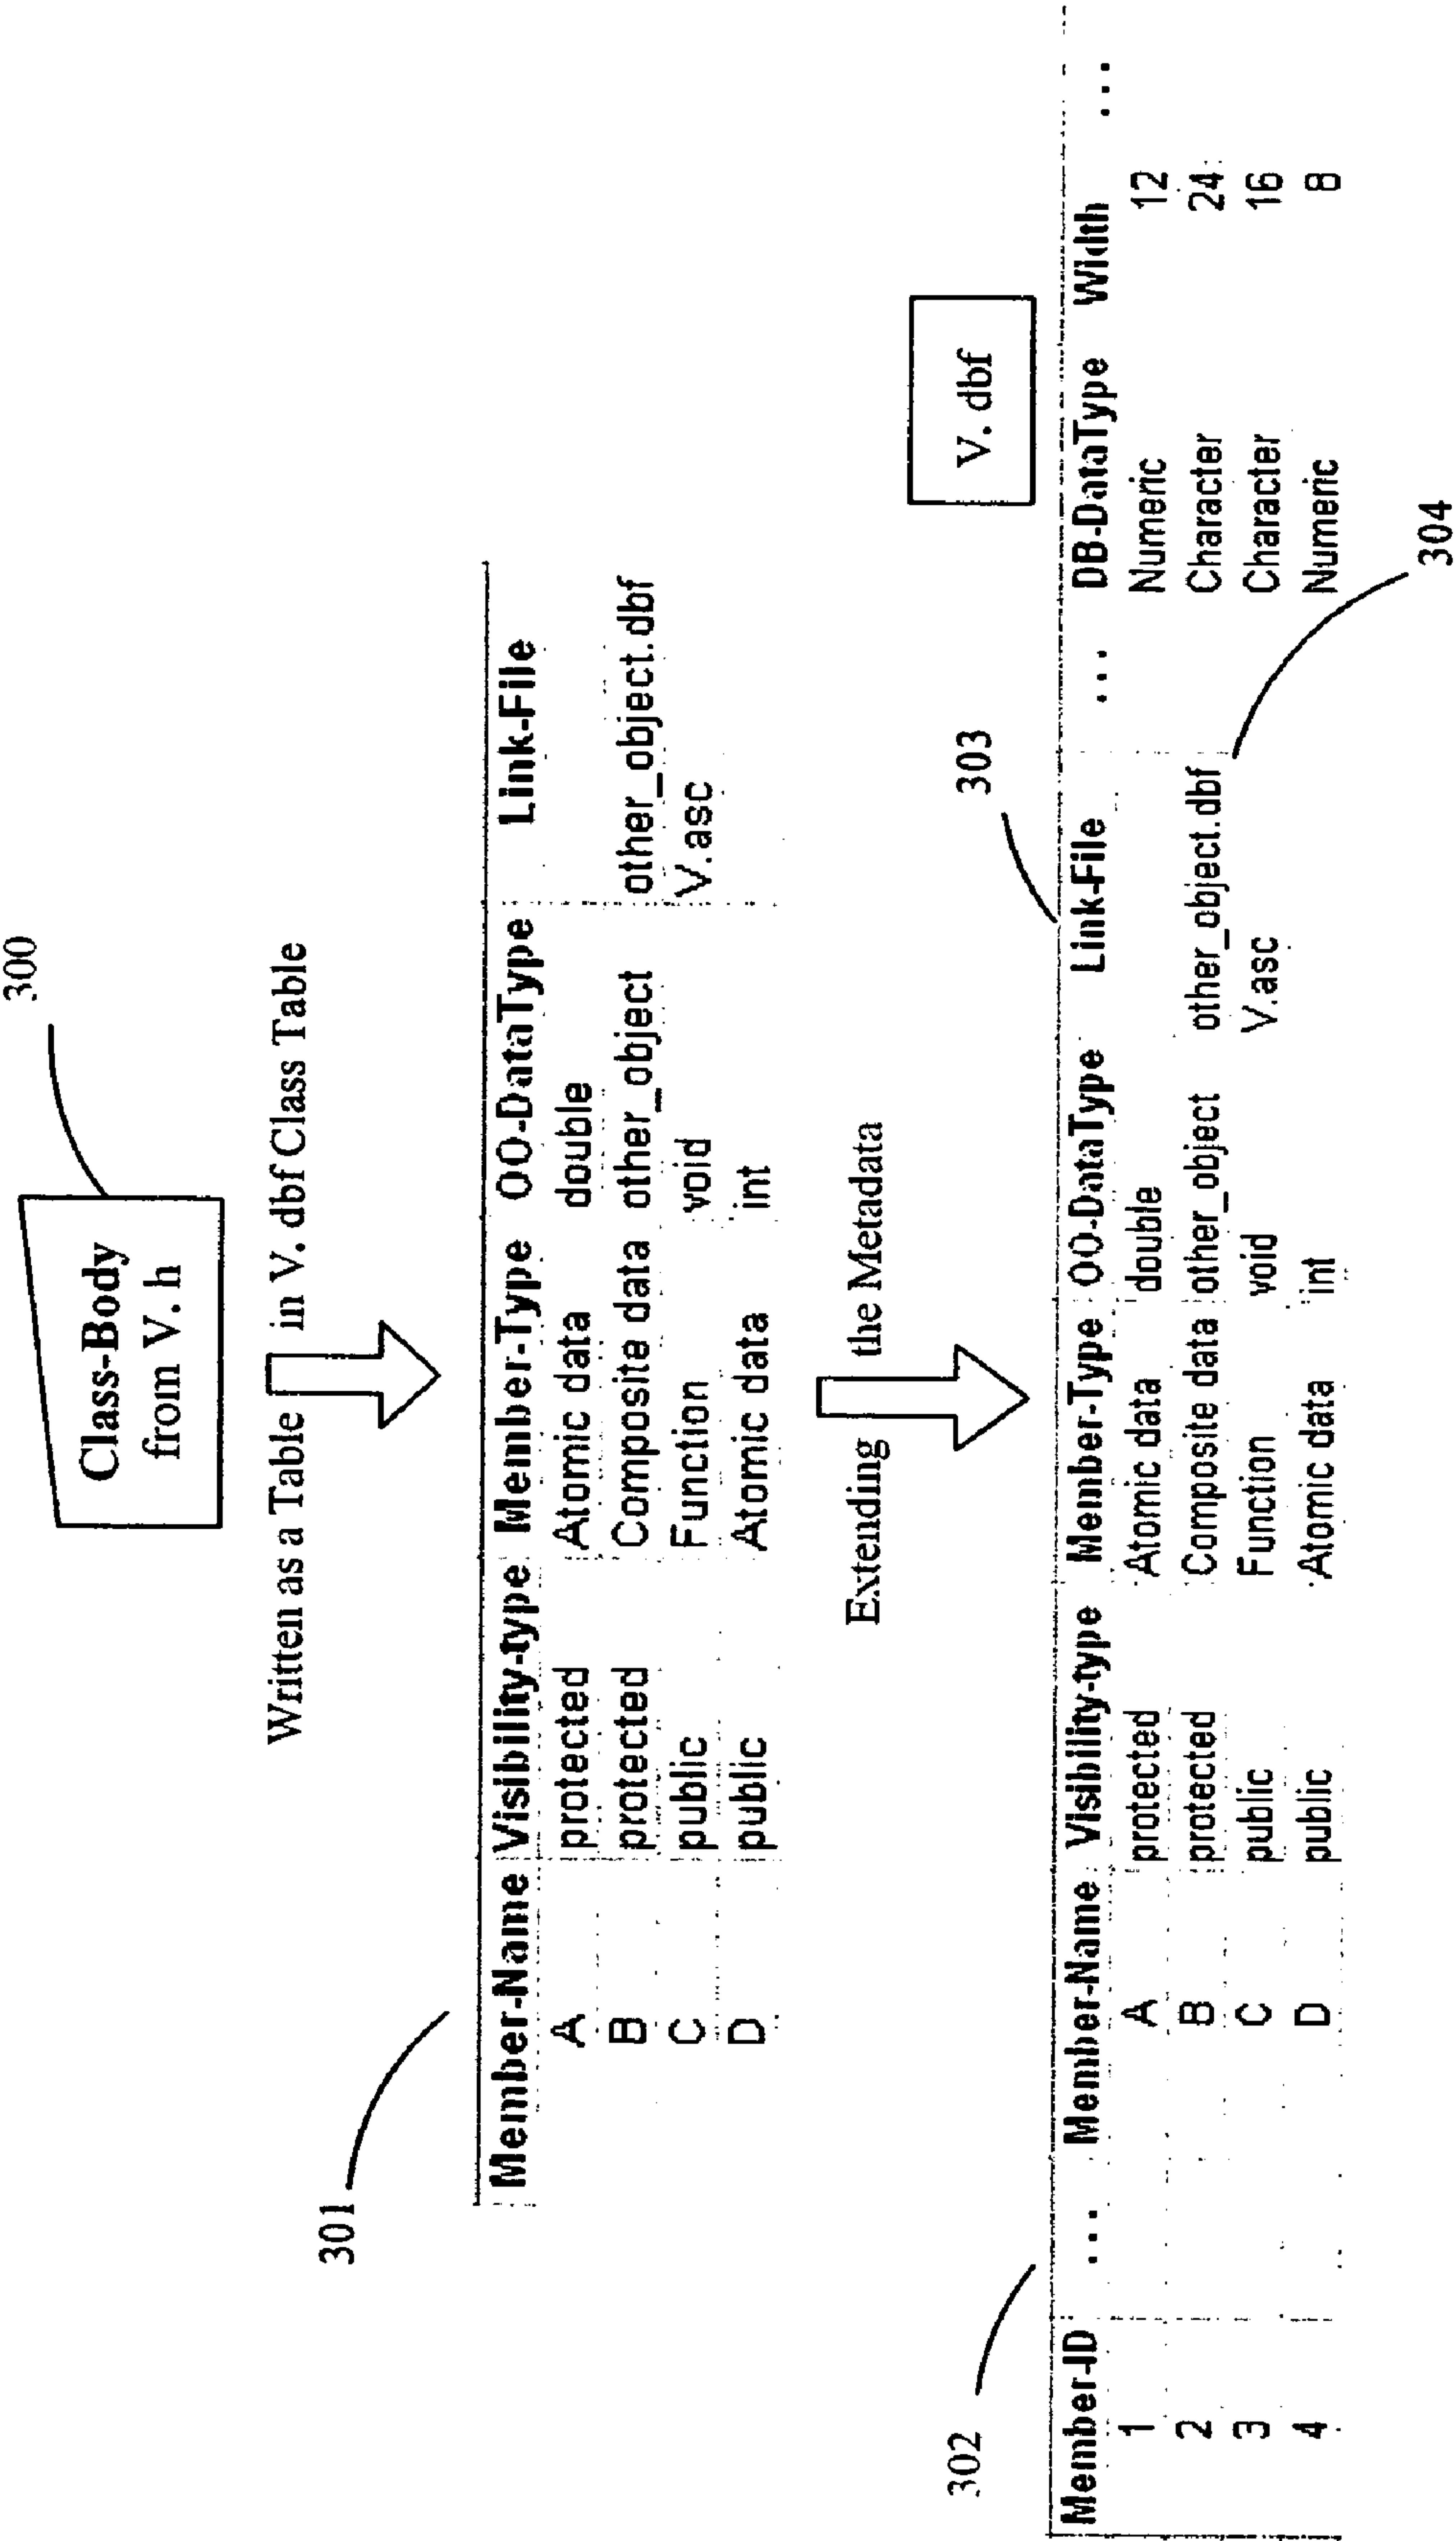 300
Class-Body
from V. h
Written as a Table in V. dbf Class Table
301
Member-Name Visibility-type Member-Type OO-DataType Link-File
A protected Atomic data double
B protected Composite data other_object other_object.dbf
C public Function void V.asc
D public Atomic data int
Extending the Metadata
V. dbf
302
303
Member-ID ... Member-Name Visibility-type Member-Type OO-DataType Link-File ... DB-DataType Width ...
1 A protected Atomic data double Numeric 12
2 B protected Composite data other_object other_object.dbf Character 24
3 C public Function void V.asc Character 16
4 D public Atomic data int Numeric 8
304